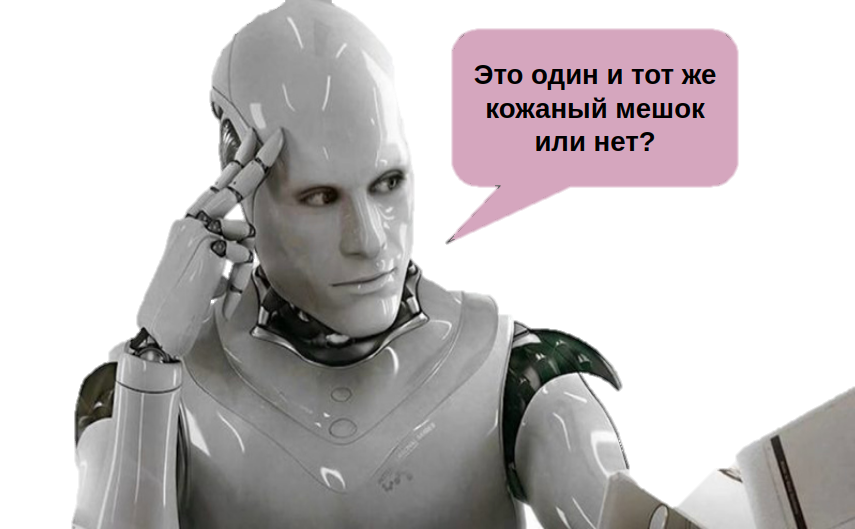 Это один и тот же
кожаный мешок
или нет?